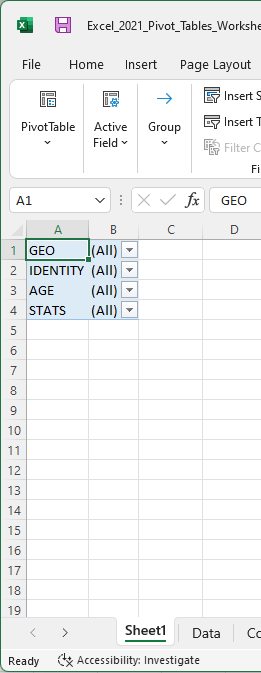 Excel_2021_Pivot_Tables_Workshe
File Home Insert Page Layout
PivotTable Active Field Group
Insert S
Insert T
Filter C
Fi
A1 fx GEO
A B C D
1 GEO (All)
2 IDENTITY (All)
3 AGE (All)
4 STATS (All)
5
6
7
8
9
10
11
12
13
14
15
16
17
18
19
Sheet1 Data Co
Ready Accessibility: Investigate